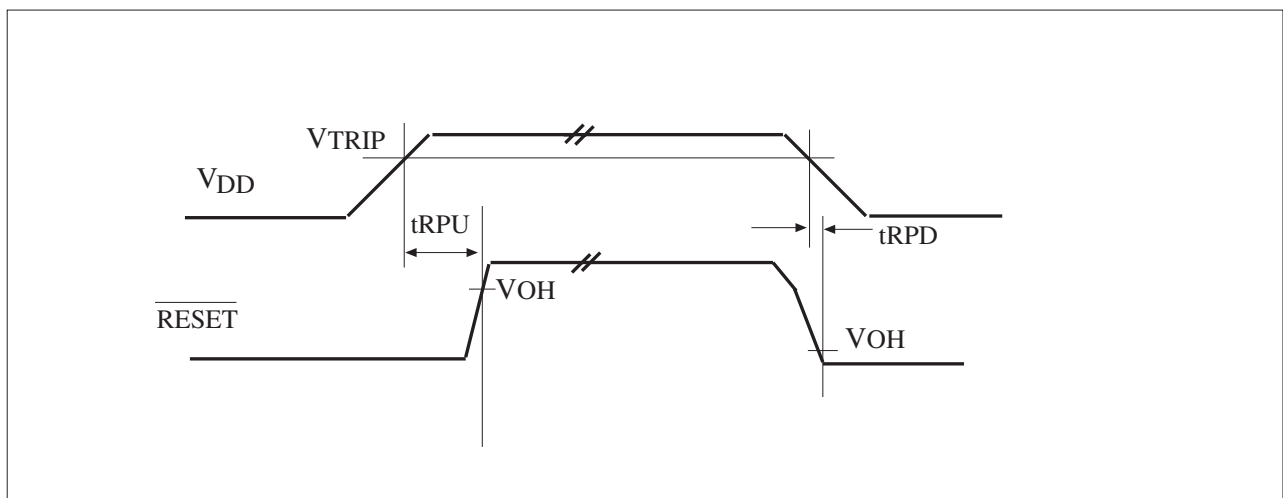 VTRIP
VDD
tRPU
tRPD
VOH
RESET
VOH